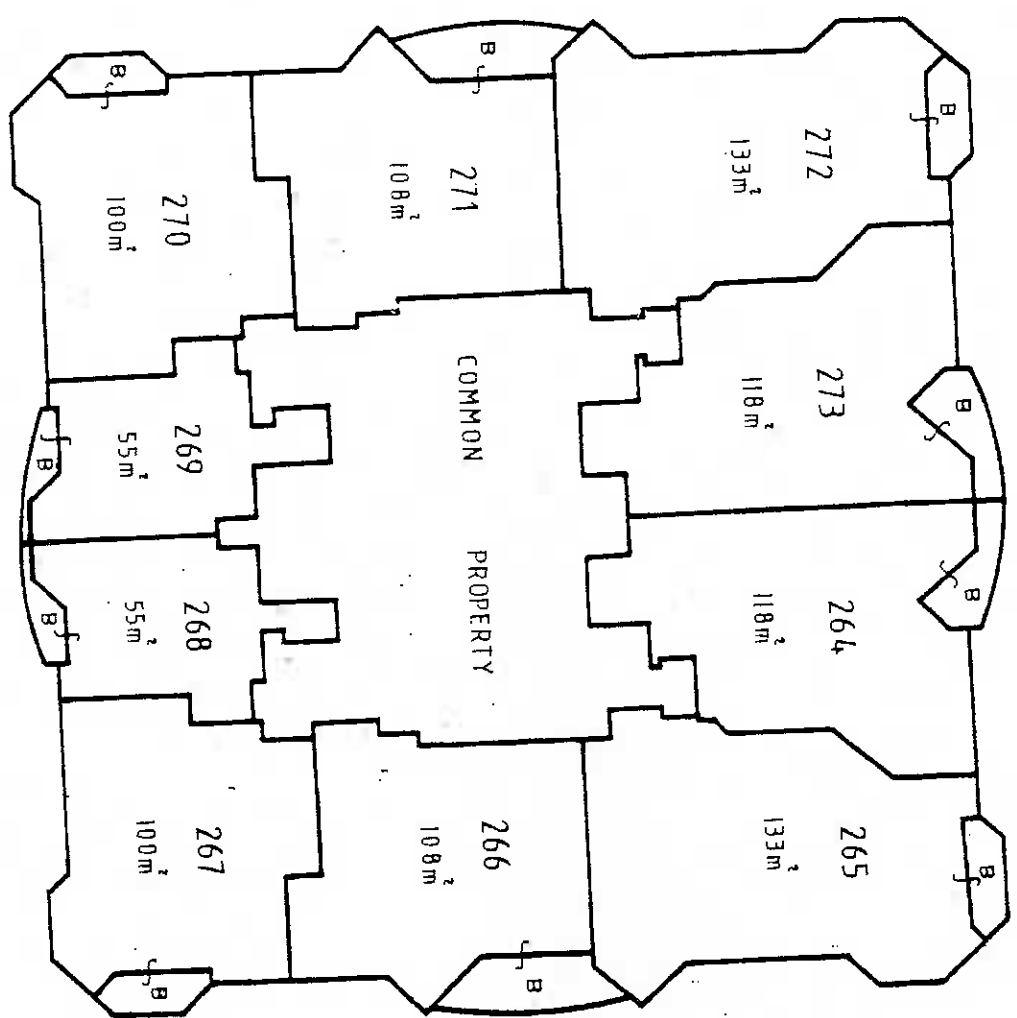 B
B
B
B
272
133m²
273
118m²
264
118m²
265
133m²
B
271
108m²
COMMON PROPERTY
266
108m²
B
B
270
100m²
269
55m²
268
55m²
267
100m²
B
B
B